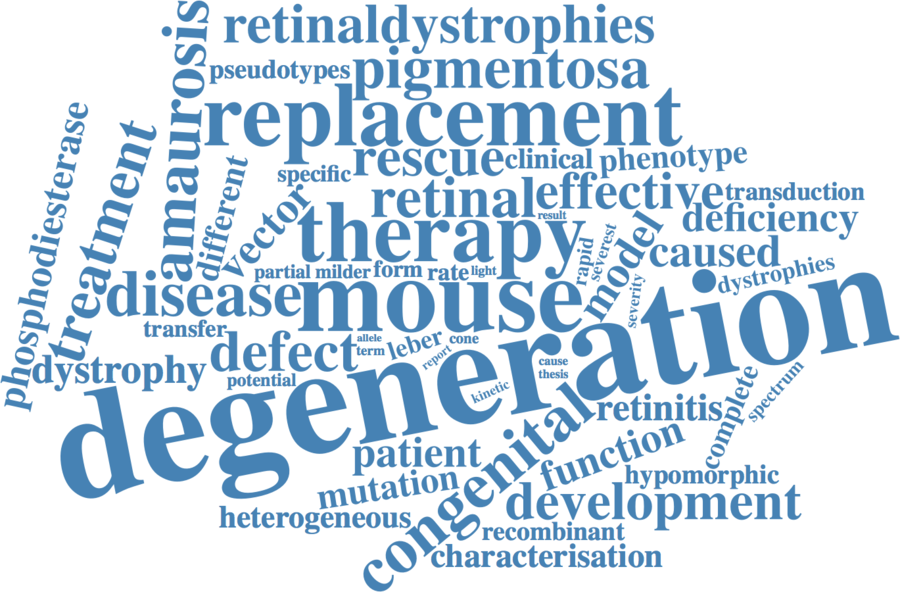 retinaldystrophies
amaurosis
pseudotypes
pigmentosa
replacement
phosphodiesterase
treatment
rescue
clinical
phenotype
specific
different
vector
retinal
effective
transduction
result
deficiency
therapy
model
rapid
severest
caused
partial
milder
form
rate
light
dystrophies
disease
mouse
severity
transfer
defect
allele
term
leber
cone
report
degeneration
dystrophy
potential
kinetic
cause
thesis
complete
spectrum
congenital
retinitis
patient
function
mutation
hypomorphic
development
heterogeneous
recombinant
characterisation